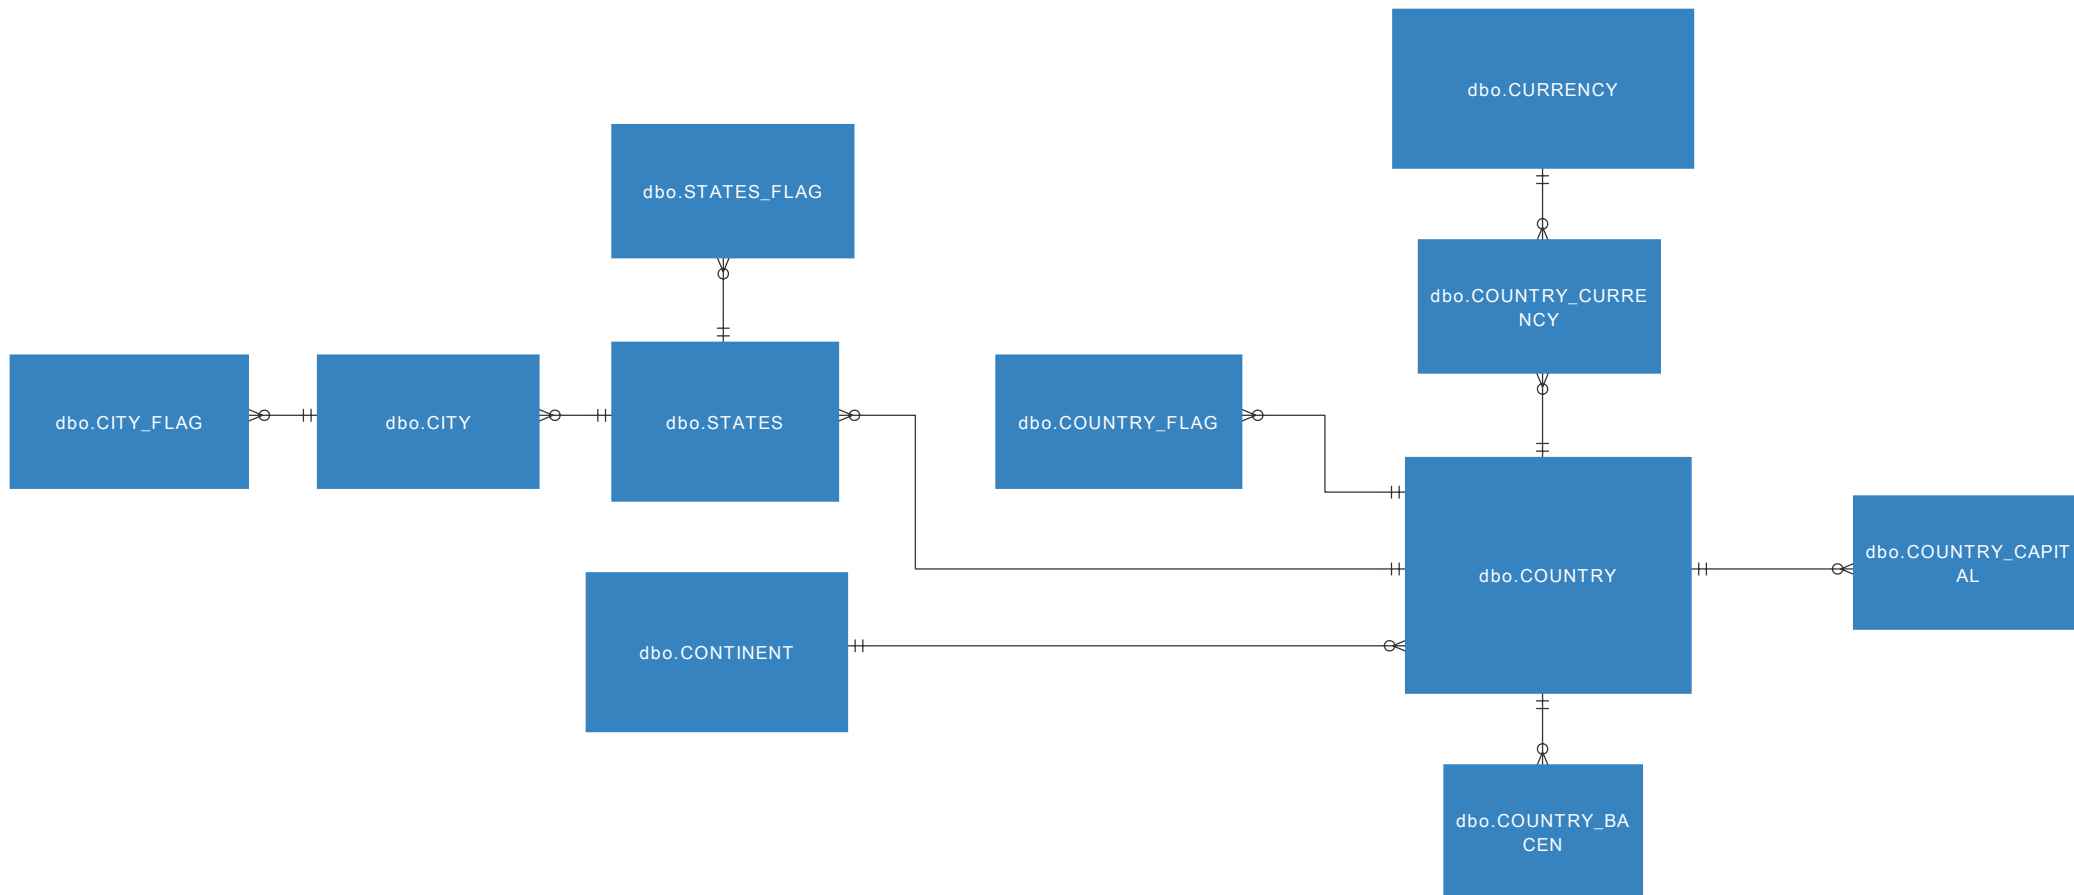 dbo.CURRENCY
dbo.STATES_FLAG
dbo.COUNTRY_CURRE
NCY
dbo.CITY_FLAG
dbo.CITY
dbo.STATES
dbo.COUNTRY_FLAG
dbo.COUNTRY
dbo.COUNTRY_CAPIT
AL
dbo.CONTINENT
dbo.COUNTRY_BA
CEN